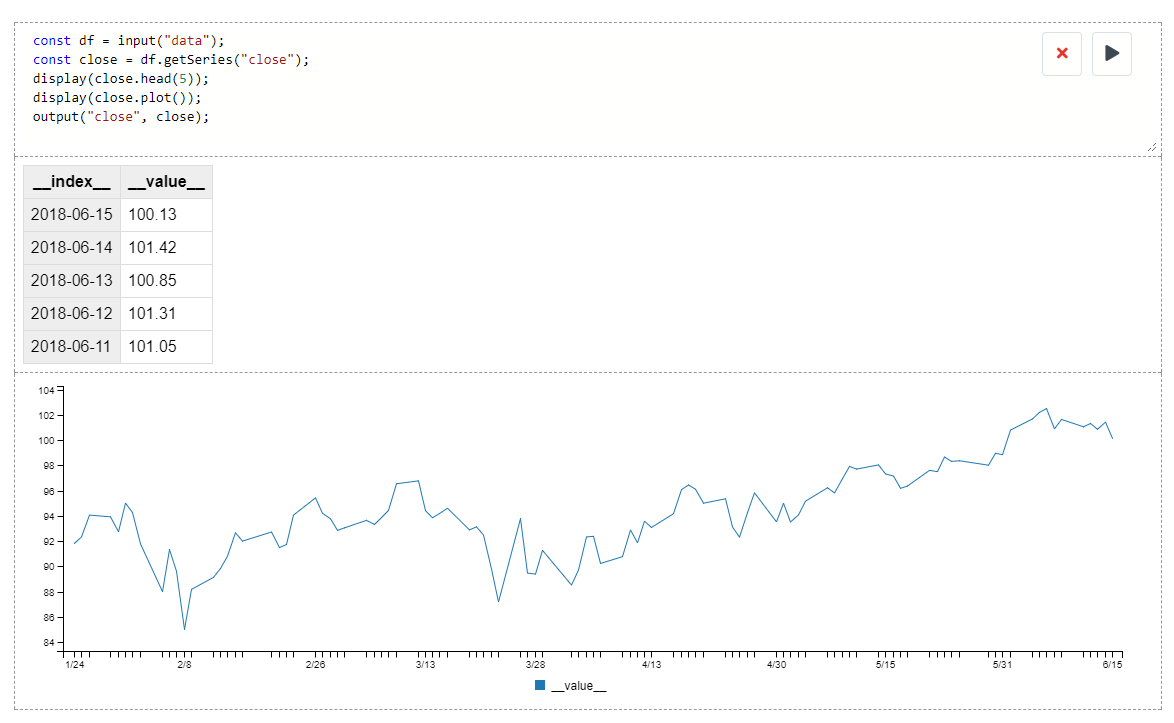 const df = input("data");
const close = df.getSeries("close");
display(close.head(5));
display(close.plot());
output("close", close);
__index__ __value__
2018-06-15 100.13
2018-06-14 101.42
2018-06-13 100.85
2018-06-12 101.31
2018-06-11 101.05
104
102
100
98
96
94
92
90
88
86
84
1/24 2/8 2/26 3/13 3/28 4/13 4/30 5/15 5/31 6/15
__value__